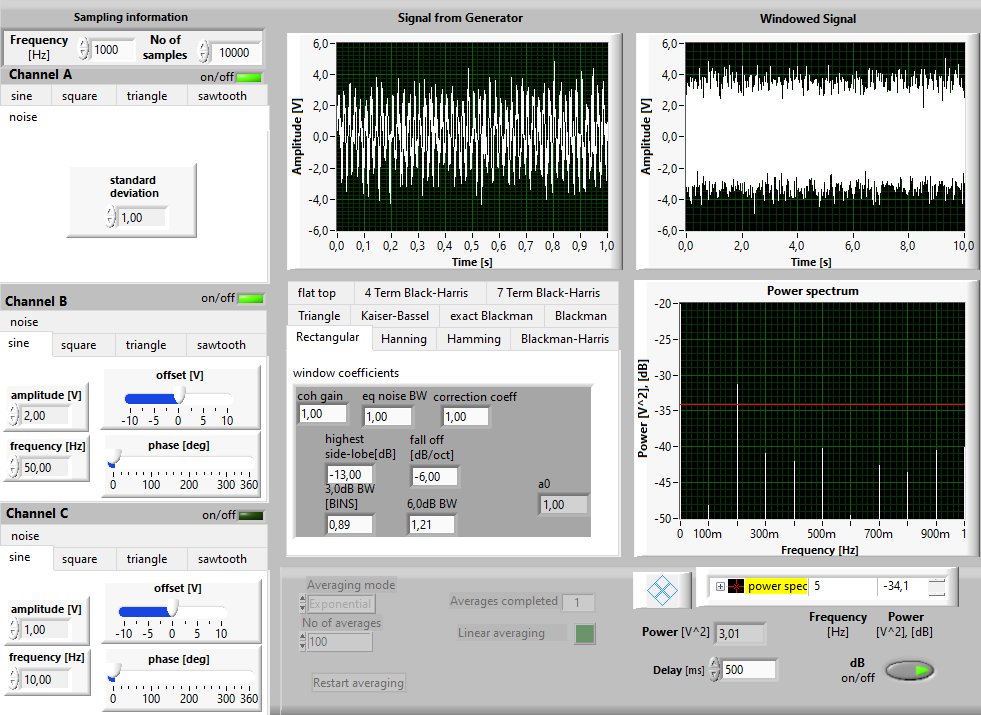 Sampling information
Frequency [Hz] 1000 No of samples 10000
Channel A on/off
sine square triangle sawtooth
noise
standard deviation
1,00
Channel B on/off
noise
sine square triangle sawtooth
offset [V]
amplitude [V]
2,00
-10 -5 0 5 10
frequency [Hz]
50,00
phase [deg]
0 100 200 300 360
Channel C on/off
noise
sine square triangle sawtooth
offset [V]
amplitude [V]
1,00
-10 -5 0 5 10
frequency [Hz]
10,00
phase [deg]
0 100 200 300 360
Signal from Generator
Amplitude [V]
6,0
4,0
2,0
0,0
-2,0
-4,0
-6,0
0,0 0,1 0,2 0,3 0,4 0,5 0,6 0,7 0,8 0,9 1,0
Time [s]
Windowed Signal
Amplitude [V]
6,0
4,0
2,0
0,0
-2,0
-4,0
-6,0
0,0 2,0 4,0 6,0 8,0 10,0
Time [s]
flat top 4 Term Black-Harris 7 Term Black-Harris
Triangle Kaiser-Bassel exact Blackman Blackman
Rectangular Hanning Hamming Blackman-Harris
window coefficients
coh gain eq noise BW correction coeff
1,00 1,00 1,00
highest side-lobe[dB]
-13,00
fall off [dB/oct]
-6,00
3,0dB BW [BINS]
0,89
6,0dB BW
1,21
a0
1,00
Power spectrum
Power [V^2], [dB]
-20
-25
-30
-35
-40
-45
-50
0 100m 300m 500m 700m 900m 1
Frequency [Hz]
Averaging mode
Exponential
No of averages
100
Restart averaging
Averages completed 1
Linear averaging
power spec 5 -34,1
Power [V^2] 3,01
Frequency [Hz]
Power [V^2], [dB]
Delay [ms] 500
dB on/off